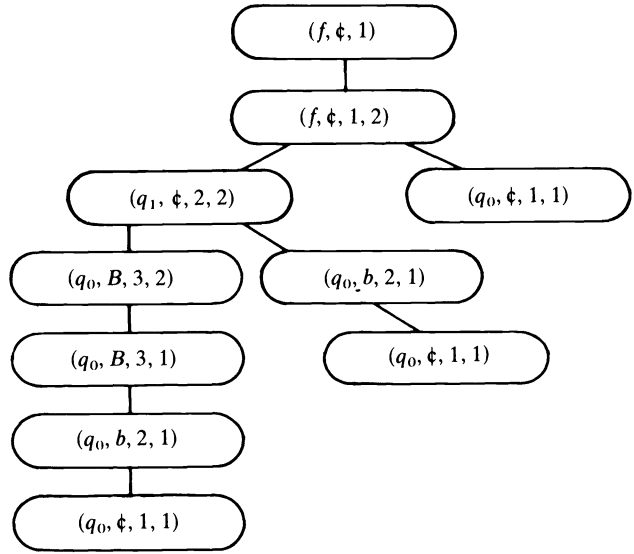 (f, ¢, 1)
(f, ¢, 1, 2)
(q₁, ¢, 2, 2)
(q₀, ¢, 1, 1)
(q₀, B, 3, 2)
(q₀, b, 2, 1)
(q₀, B, 3, 1)
(q₀, ¢, 1, 1)
(q₀, b, 2, 1)
(q₀, ¢, 1, 1)